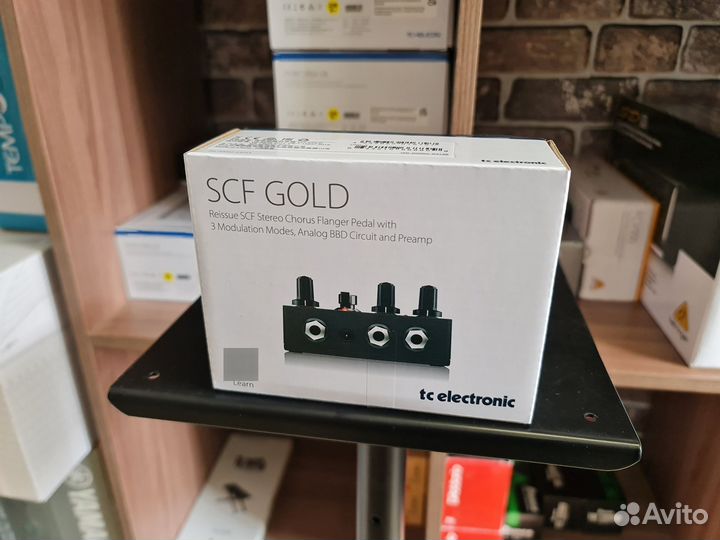 tc electronic
SCF GOLD
Reissue SCF Stereo Chorus Flanger Pedal with
3 Modulation Modes, Analog BBD Circuit and Preamp
Learn
tc electronic
TEMPO
Avito